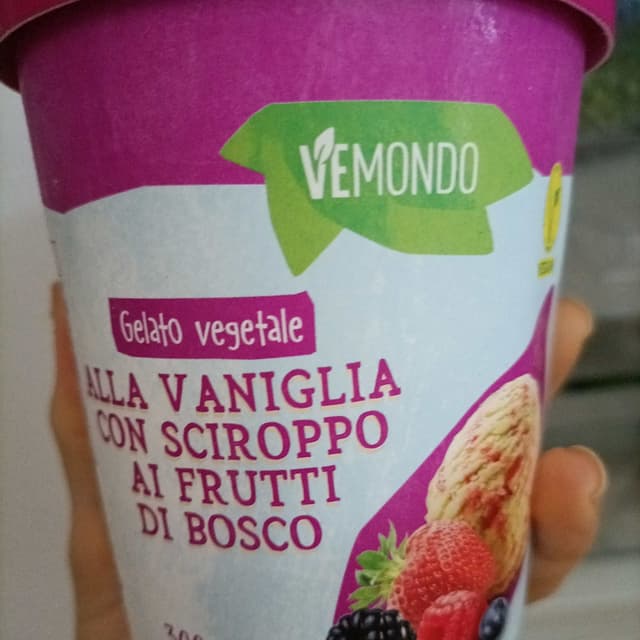 VEMONDO
Gelato vegetale
ALLA VANIGLIA
CON SCIROPPO
AI FRUTTI
DI BOSCO